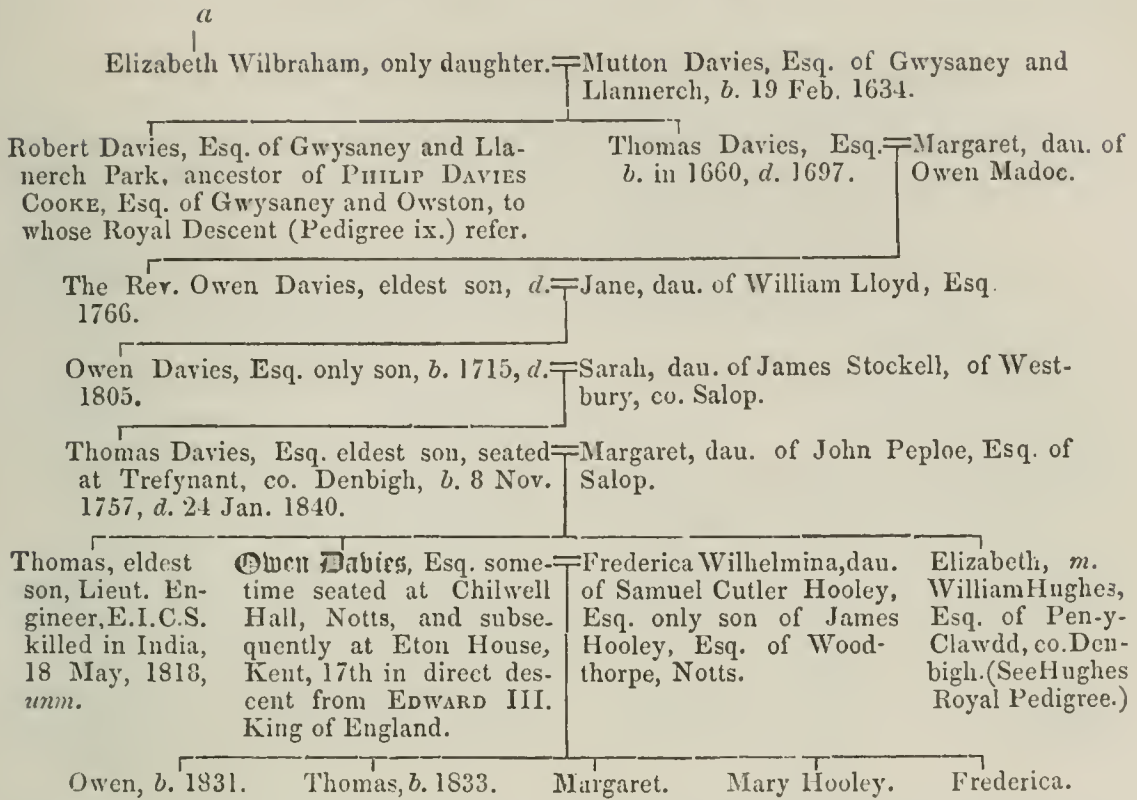 a
Elizabeth Wilbraham, only daughter.=Mutton Davies, Esq. of Gwysaney and
Llannerch, b. 19 Feb. 1634.
Robert Davies, Esq. of Gwysaney and Lla-
nerch Park, ancestor of PHILIP DAVIES
COOKE, Esq. of Gwysaney and Owston, to
whose Royal Descent (Pedigree ix.) refer.
Thomas Davies, Esq.=Margaret, dau. of
b. in 1660, d. 1697. Owen Madoc.
The Rev. Owen Davies, eldest son, d.=Jane, dau. of William Lloyd, Esq.
1766.
Owen Davies, Esq. only son, b. 1715, d.=Sarah, dau. of James Stockell, of West-
1805. bury, co. Salop.
Thomas Davies, Esq. eldest son, seated=Margaret, dau. of John Peploe, Esq. of
at Trefynant, co. Denbigh, b. 8 Nov. Salop.
1757, d. 24 Jan. 1840.
Thomas, eldest
son, Lieut. En-
gineer, E.I.C.S.
killed in India,
18 May, 1818,
unm.
Owen Davies, Esq. some-
time seated at Chilwell
Hall, Notts, and subse-
quently at Eton House,
Kent, 17th in direct des-
cent from EDWARD III.
King of England.
=Frederica Wilhelmina, dau.
of Samuel Cutler Hooley,
Esq. only son of James
Hooley, Esq. of Wood-
thorpe, Notts.
Elizabeth, m.
William Hughes,
Esq. of Pen-y-
Clawdd, co. Den-
bigh. (See Hughes
Royal Pedigree.)
Owen, b. 1831. Thomas, b. 1833. Margaret. Mary Hooley. Frederica.